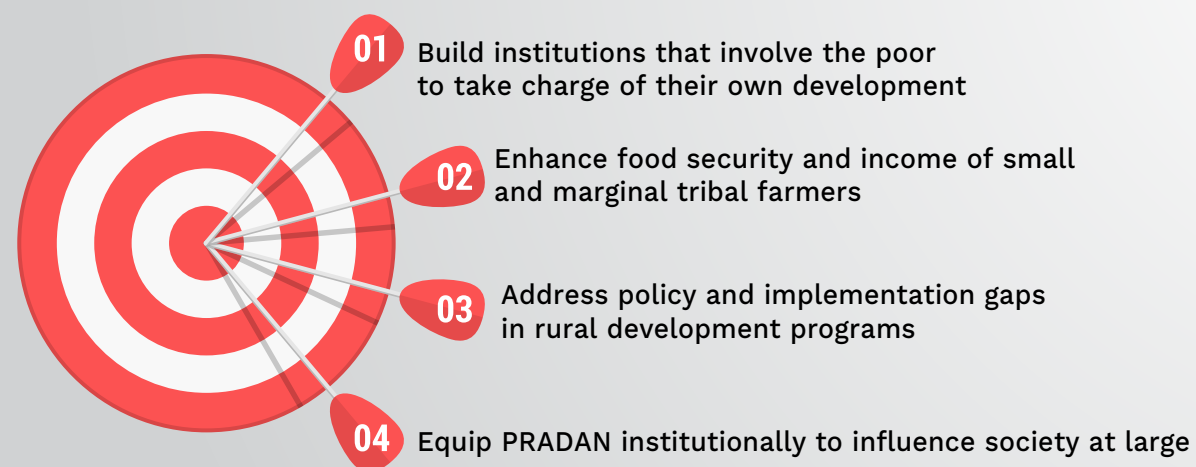 01
Build institutions that involve the poor
to take charge of their own development
02
Enhance food security and income of small
and marginal tribal farmers
03
Address policy and implementation gaps
in rural development programs
04
Equip PRADAN institutionally to influence society at large